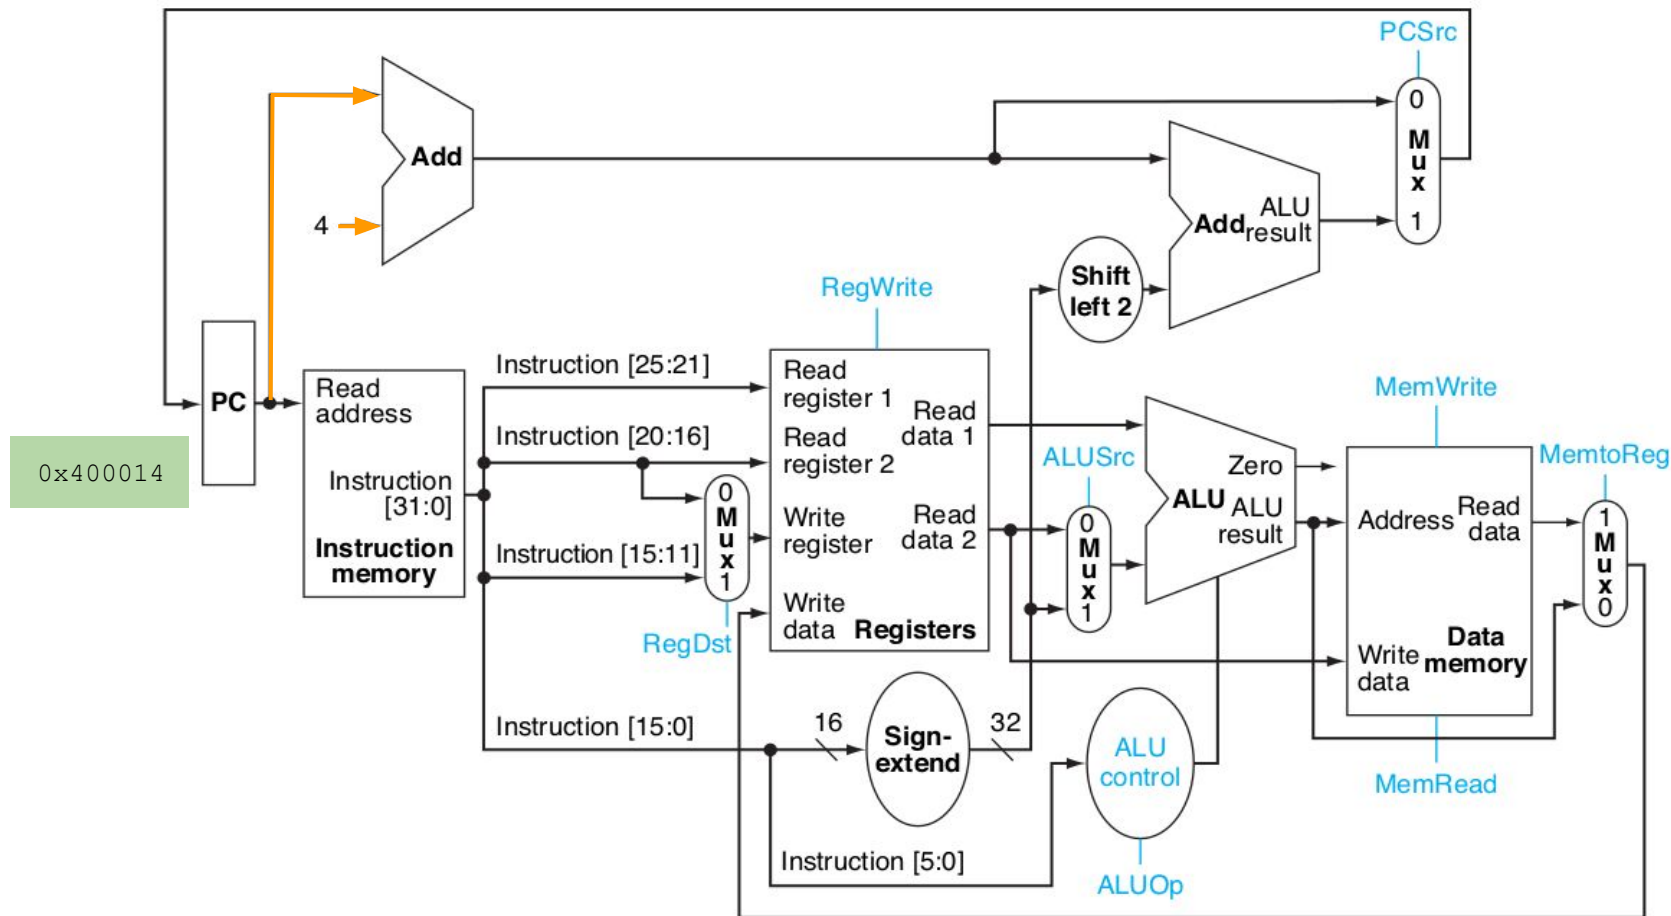 PCSrc
0
M
u
x
1
Add
4
Add
ALU
result
Shift
left 2
RegWrite
PC
0x400014
Read
address
Instruction
[31:0]
Instruction
memory
Instruction [25:21]
Instruction [20:16]
Instruction [15:11]
0
M
u
x
1
RegDst
Read
register 1
Read
register 2
Write
register
Write
data
Registers
Read
data 1
Read
data 2
ALUSrc
0
M
u
x
1
Zero
ALU
ALU
result
MemWrite
Address
Read
data
Write
data
Data
memory
MemRead
MemtoReg
1
M
u
x
0
Instruction [15:0]
16
Sign-
extend
32
ALU
control
Instruction [5:0]
ALUOp